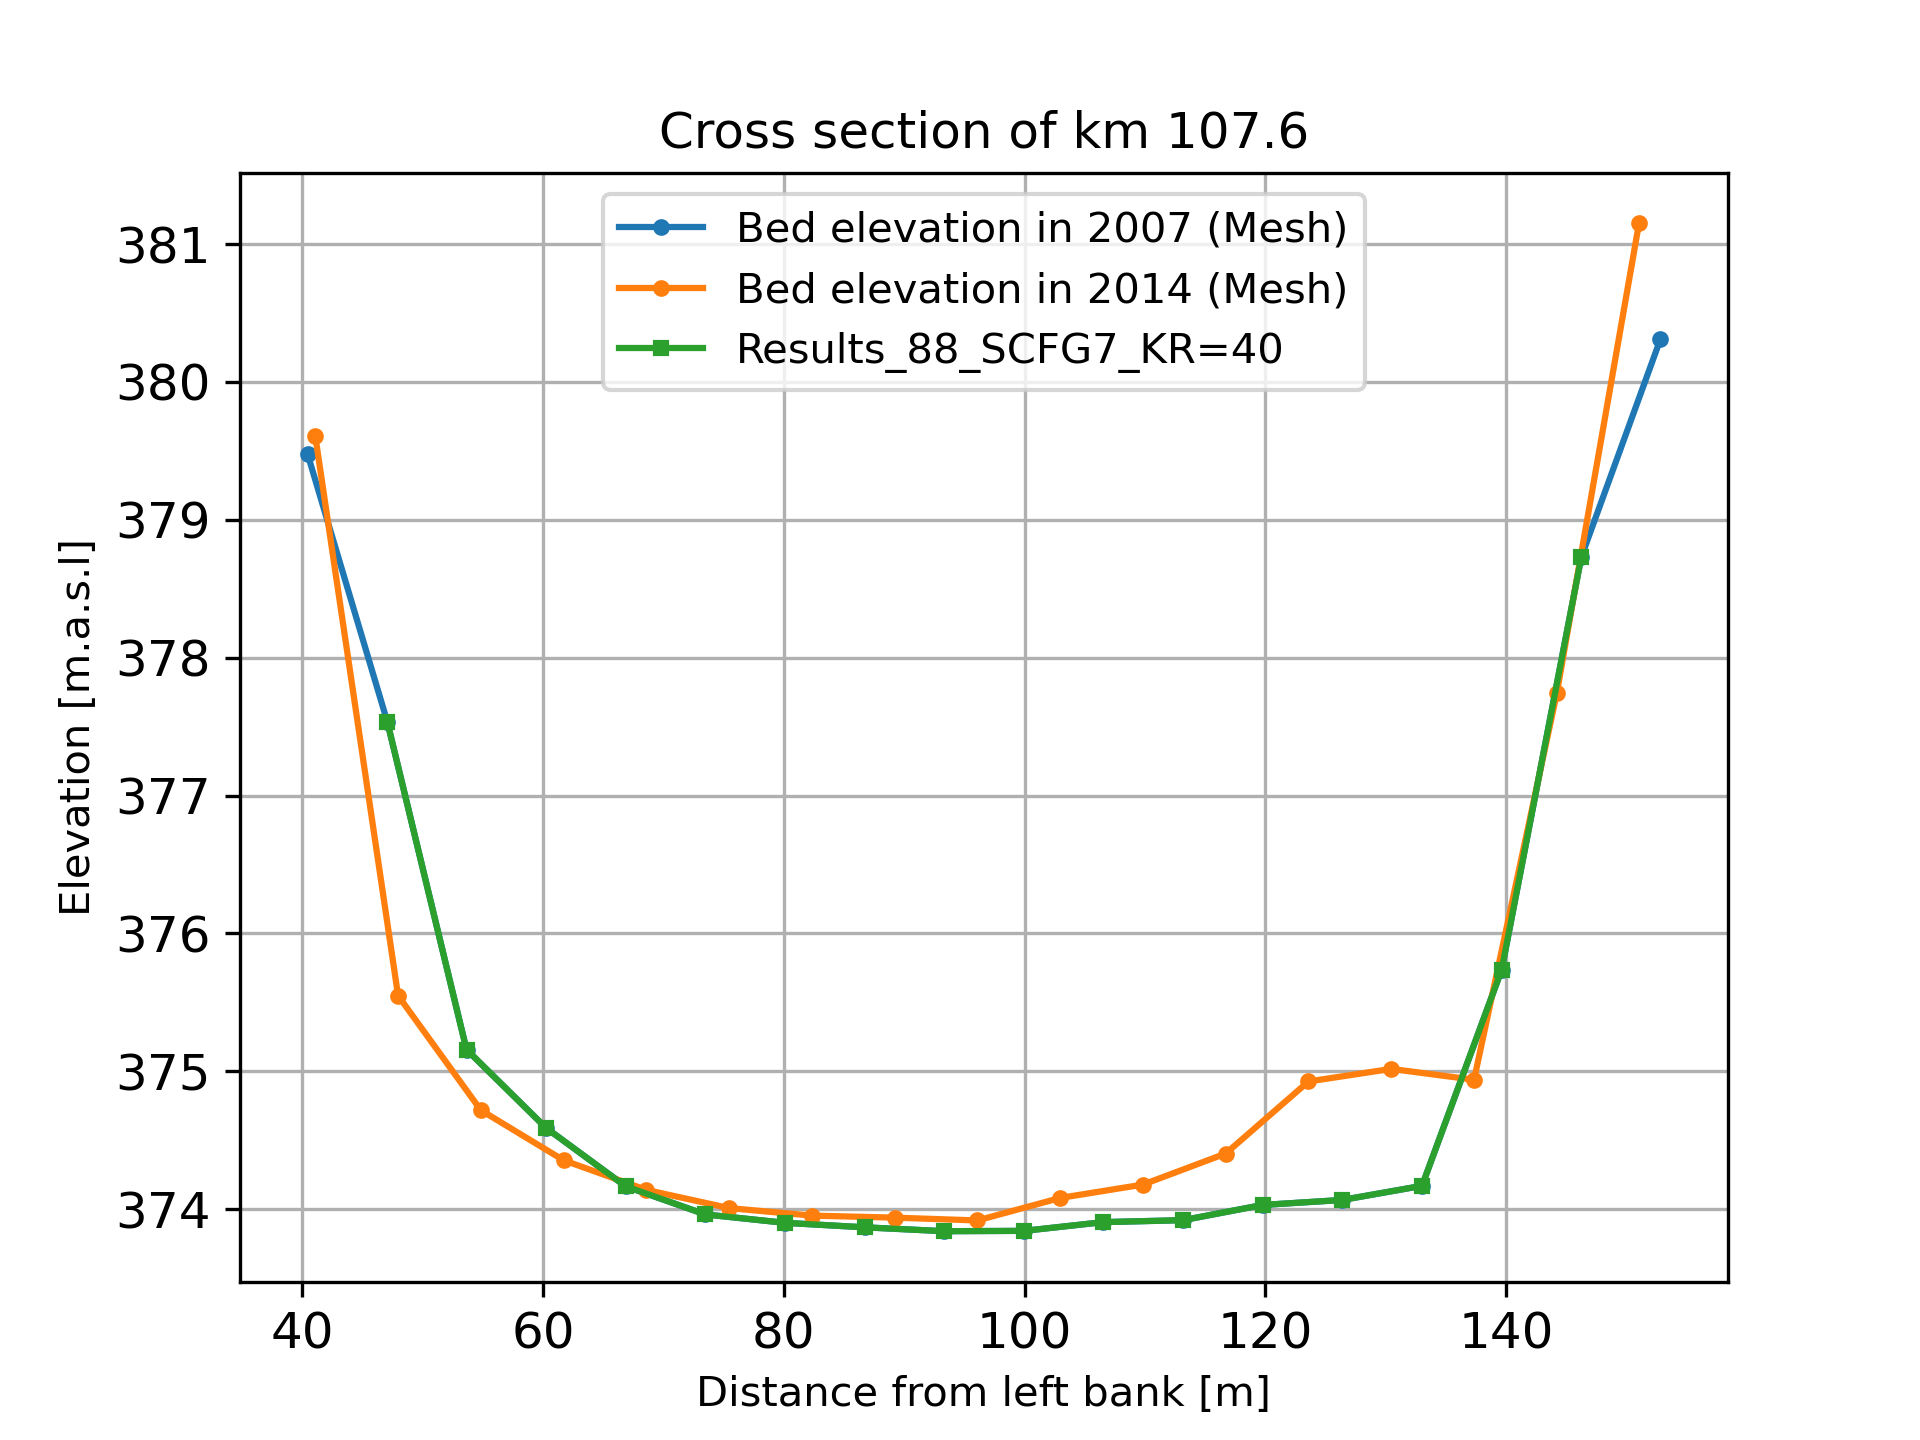 Cross section of km 107.6
Bed elevation in 2007 (Mesh)
Bed elevation in 2014 (Mesh)
Results_88_SCFG7_KR=40
381
380
379
378
377
376
375
374
Elevation [m.a.s.l]
40 60 80 100 120 140
Distance from left bank [m]